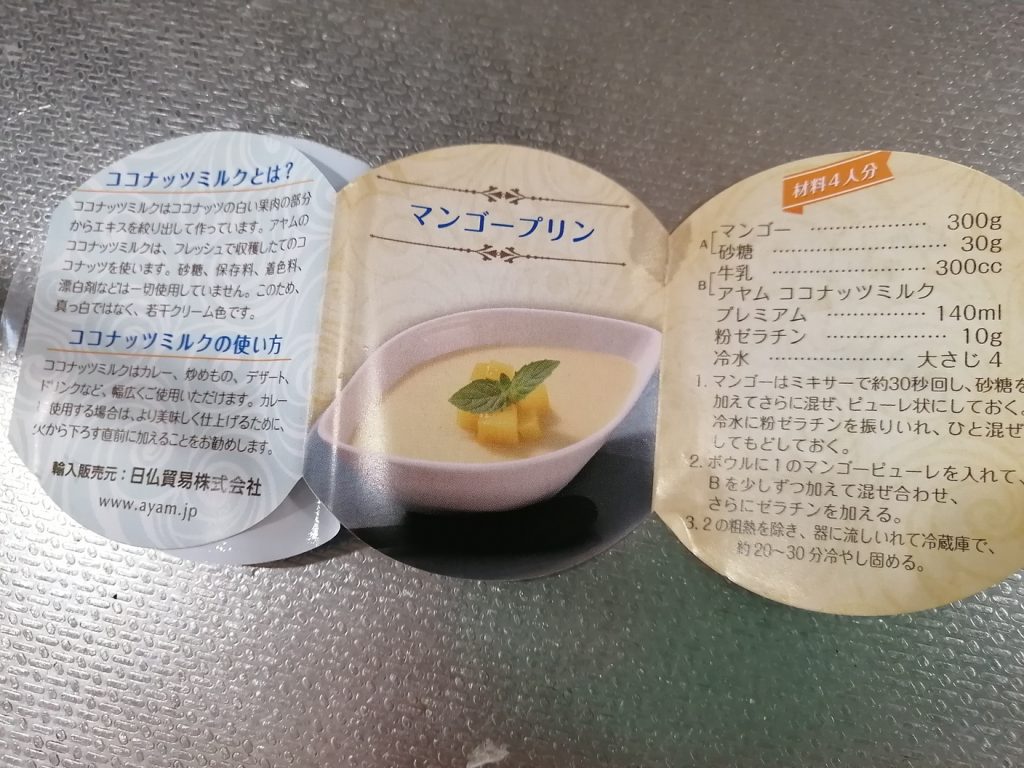 ココナッツミルクとは?
ココナッツミルクはココナッツの白い果肉の部分
からエキスを絞り出して作っています。アヤムの
ココナッツミルクは、フレッシュで収穫したてのコ
コナッツを使います。砂糖、保存料、着色料、
漂白剤などは一切使用していません。このため、
真っ白ではなく、若干クリーム色です。
ココナッツミルクの使い方
ココナッツミルクはカレー、炒めもの、デザート、
ドリンクなど、幅広くご使用いただけます。カレー
に使用する場合は、より美味しく仕上げるために、
火から下ろす直前に加えることをお勧めします。
輸入販売元:日仏貿易株式会社
www.ayam.jp
マンゴープリン
材料4人分
A マンゴー 300g
砂糖 30g
B 牛乳 300cc
アヤム ココナッツミルク
プレミアム 140ml
粉ゼラチン 10g
冷水 大さじ 4
1. マンゴーはミキサーで約30秒回し、砂糖を
加えてさらに混ぜ、ピューレ状にしておく。
冷水に粉ゼラチンを振りいれ、ひと混ぜ
してもどしておく。
2. ボウルに1のマンゴーピューレを入れて、
Bを少しずつ加えて混ぜ合わせ、
さらにゼラチンを加える。
3. 2の粗熱を除き、器に流しいれて冷蔵庫で、
約20〜30分冷やし固める。